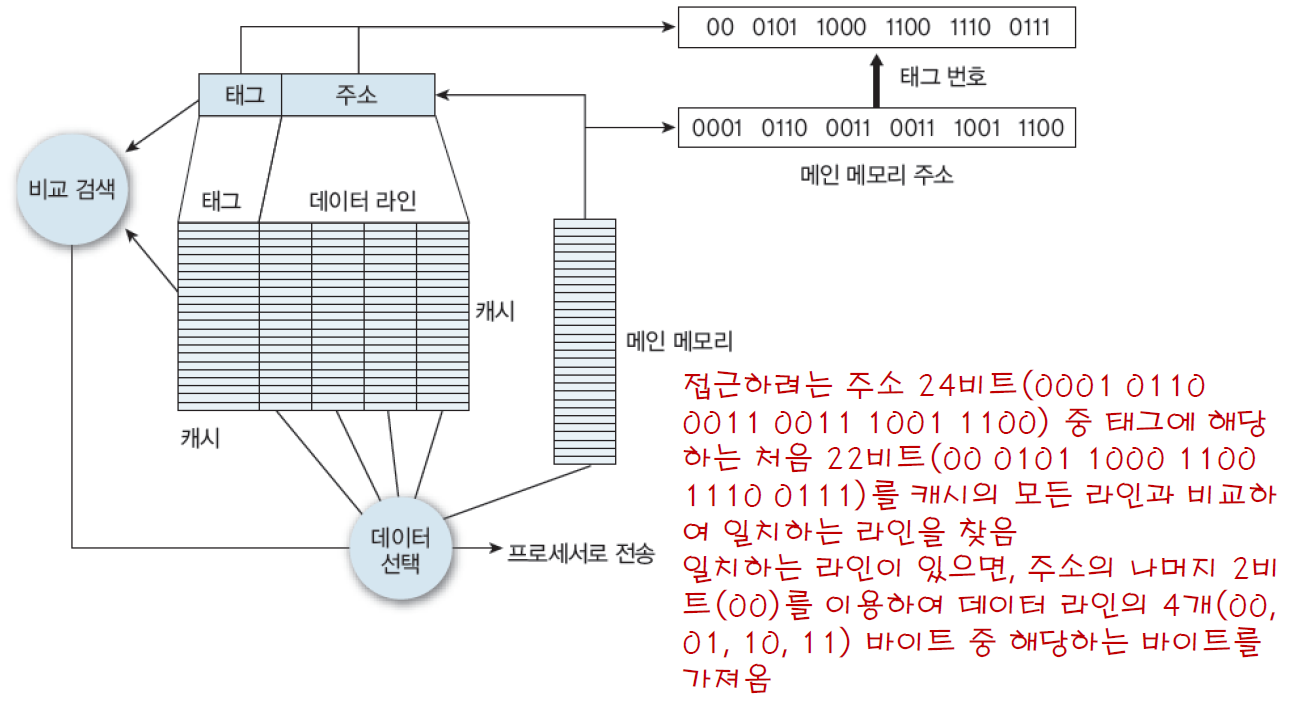 00 0101 1000 1100 1110 0111
태그 번호
태그 주소
0001 0110 0011 0011 1001 1100
메인 메모리 주소
비교 검색
태그 데이터 라인
캐시
메인 메모리
캐시
데이터
선택
프로세서로 전송
접근하려는 주소 24비트(0001 0110
0011 0011 1001 1100) 중 태그에 해당
하는 처음 22비트(00 0101 1000 1100
1110 0111)를 캐시의 모든 라인과 비교하
여 일치하는 라인을 찾음
일치하는 라인이 있으면, 주소의 나머지 2비
트(00)를 이용하여 데이터 라인의 4개(00,
01, 10, 11) 바이트 중 해당하는 바이트를
가져옴